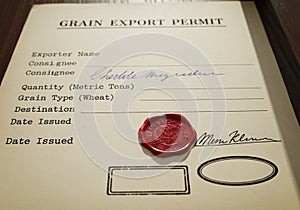 GRAIN EXPORT PERMIT
Exporter Name
Consignee
Consignee
Quantity (Metric Tons)
Grain Type (Wheat)
Destination
Date Issued
Date Issued